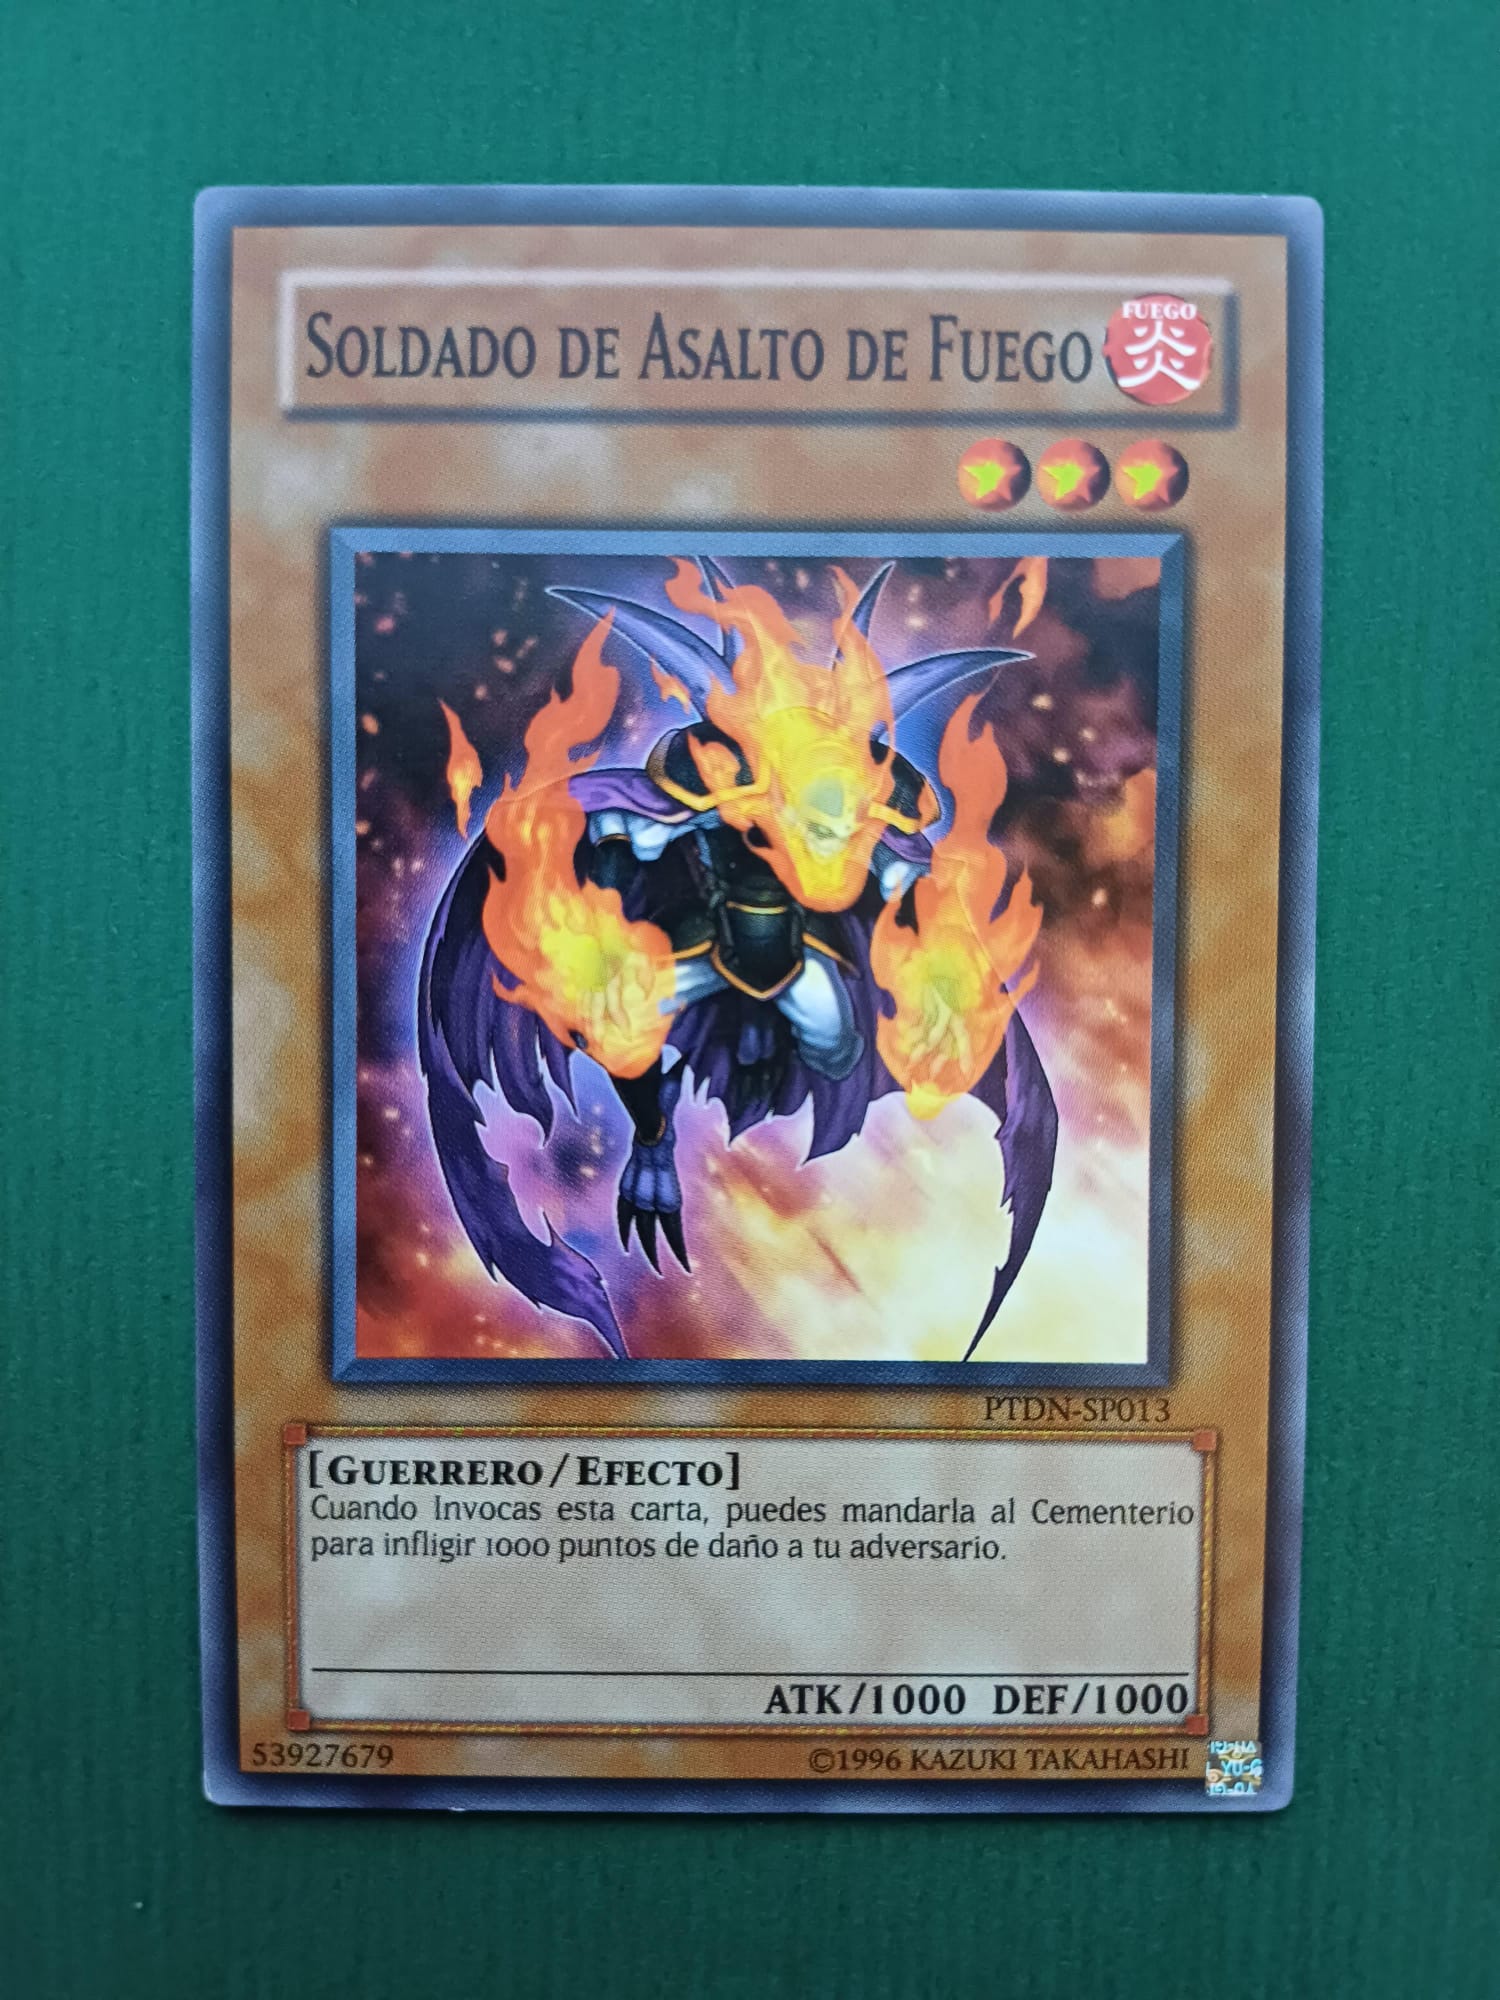 SOLDADO DE ASALTO DE FUEGO
FUEGO
炎
PTDN-SP013
[GUERRERO/EFECTO]
Cuando Invocas esta carta, puedes mandarla al Cementerio
para infligir 1000 puntos de daño a tu adversario.
ATK/1000 DEF/1000
53927679
©1996 KAZUKI TAKAHASHI